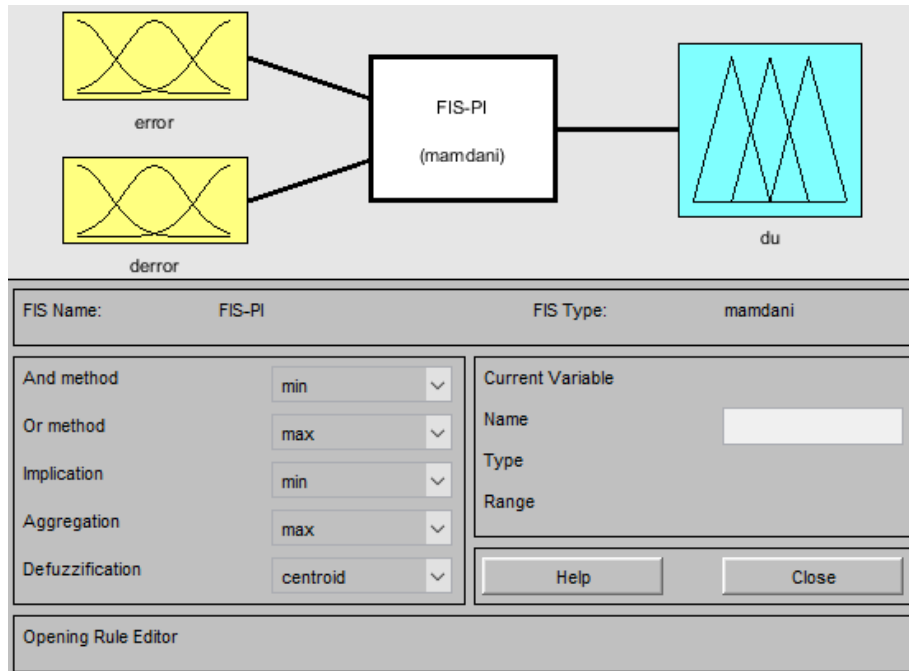 error
derror
FIS-PI
(mamdani)
du
FIS Name: FIS-PI FIS Type: mamdani
And method min
Or method max
Implication min
Aggregation max
Defuzzification centroid
Current Variable
Name
Type
Range
Help Close
Opening Rule Editor